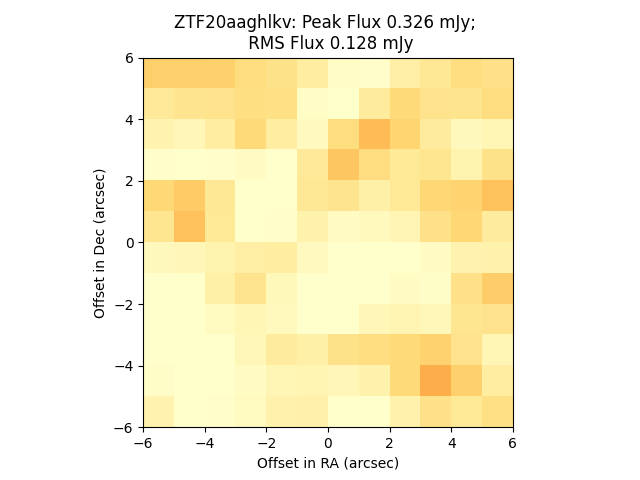 ZTF20aaghlkv: Peak Flux 0.326 mJy;
RMS Flux 0.128 mJy
6
4
2
0
−2
−4
−6
Offset in Dec (arcsec)
−6 −4 −2 0 2 4 6
Offset in RA (arcsec)